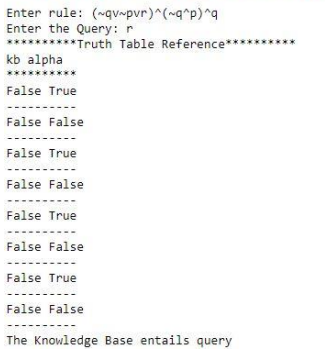 Enter rule: (~qv~pvr)^(~q^p)^q
Enter the Query: r
**********Truth Table Reference**********
kb alpha
**********
False True
----------
False False
----------
False True
----------
False False
----------
False True
----------
False False
----------
False True
----------
False False
----------
The Knowledge Base entails query